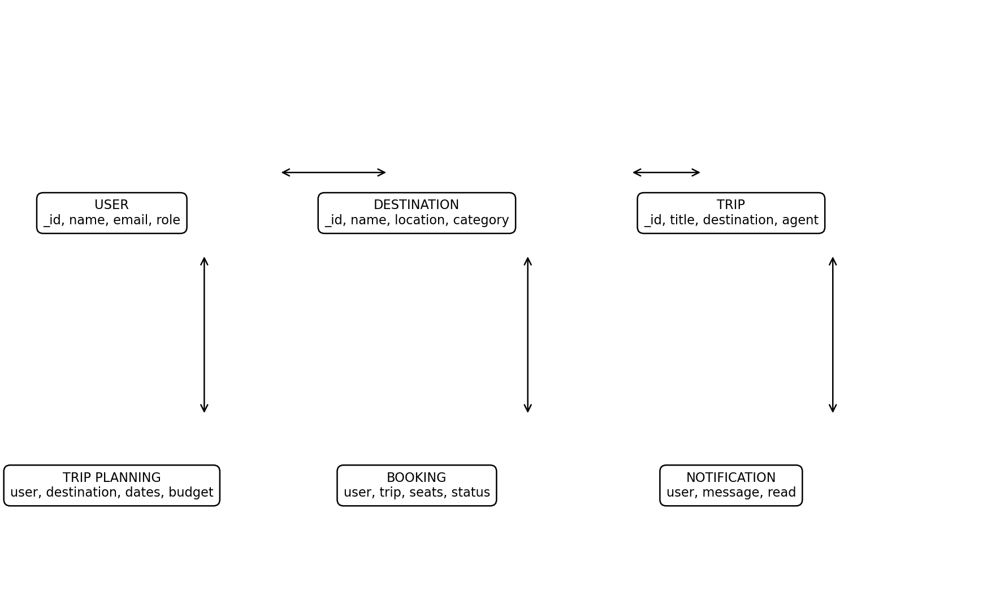 USER
_id, name, email, role
DESTINATION
_id, name, location, category
TRIP
_id, title, destination, agent
TRIP PLANNING
user, destination, dates, budget
BOOKING
user, trip, seats, status
NOTIFICATION
user, message, read